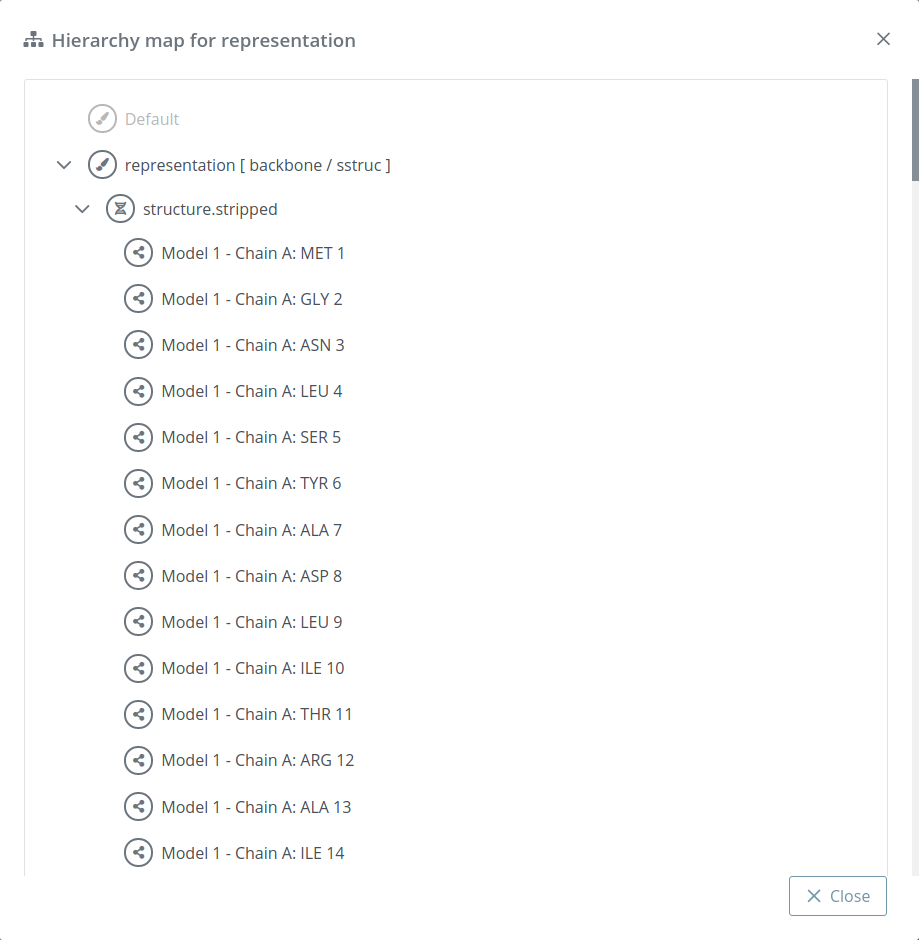 Hierarchy map for representation
Default
representation [ backbone / sstruc ]
structure.stripped
Model 1 - Chain A: MET 1
Model 1 - Chain A: GLY 2
Model 1 - Chain A: ASN 3
Model 1 - Chain A: LEU 4
Model 1 - Chain A: SER 5
Model 1 - Chain A: TYR 6
Model 1 - Chain A: ALA 7
Model 1 - Chain A: ASP 8
Model 1 - Chain A: LEU 9
Model 1 - Chain A: ILE 10
Model 1 - Chain A: THR 11
Model 1 - Chain A: ARG 12
Model 1 - Chain A: ALA 13
Model 1 - Chain A: ILE 14
Close